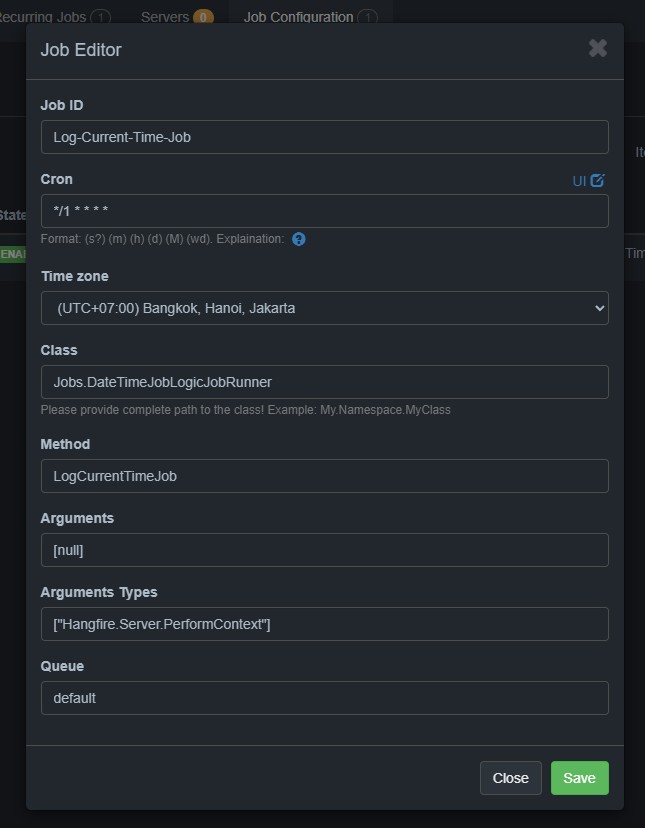 Recurring Jobs 1 Servers 0 Job Configuration 1
Job Editor
Job ID
Log-Current-Time-Job
Cron UI
*/1 * * * *
Format: (s?) (m) (h) (d) (M) (wd). Explaination: ?
Time zone
(UTC+07:00) Bangkok, Hanoi, Jakarta
Class
Jobs.DateTimeJobLogicJobRunner
Please provide complete path to the class! Example: My.Namespace.MyClass
Method
LogCurrentTimeJob
Arguments
[null]
Arguments Types
["Hangfire.Server.PerformContext"]
Queue
default
Close Save
State